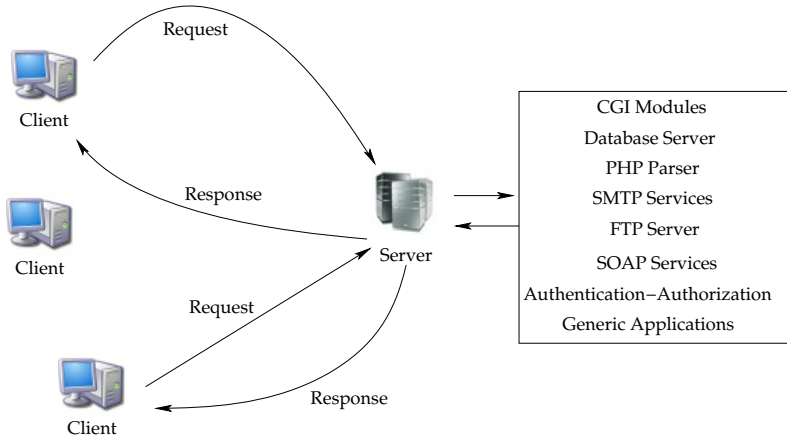 Request
Client
Response
Client
Server
Request
Response
Client
CGI Modules
Database Server
PHP Parser
SMTP Services
FTP Server
SOAP Services
Authentication−Authorization
Generic Applications